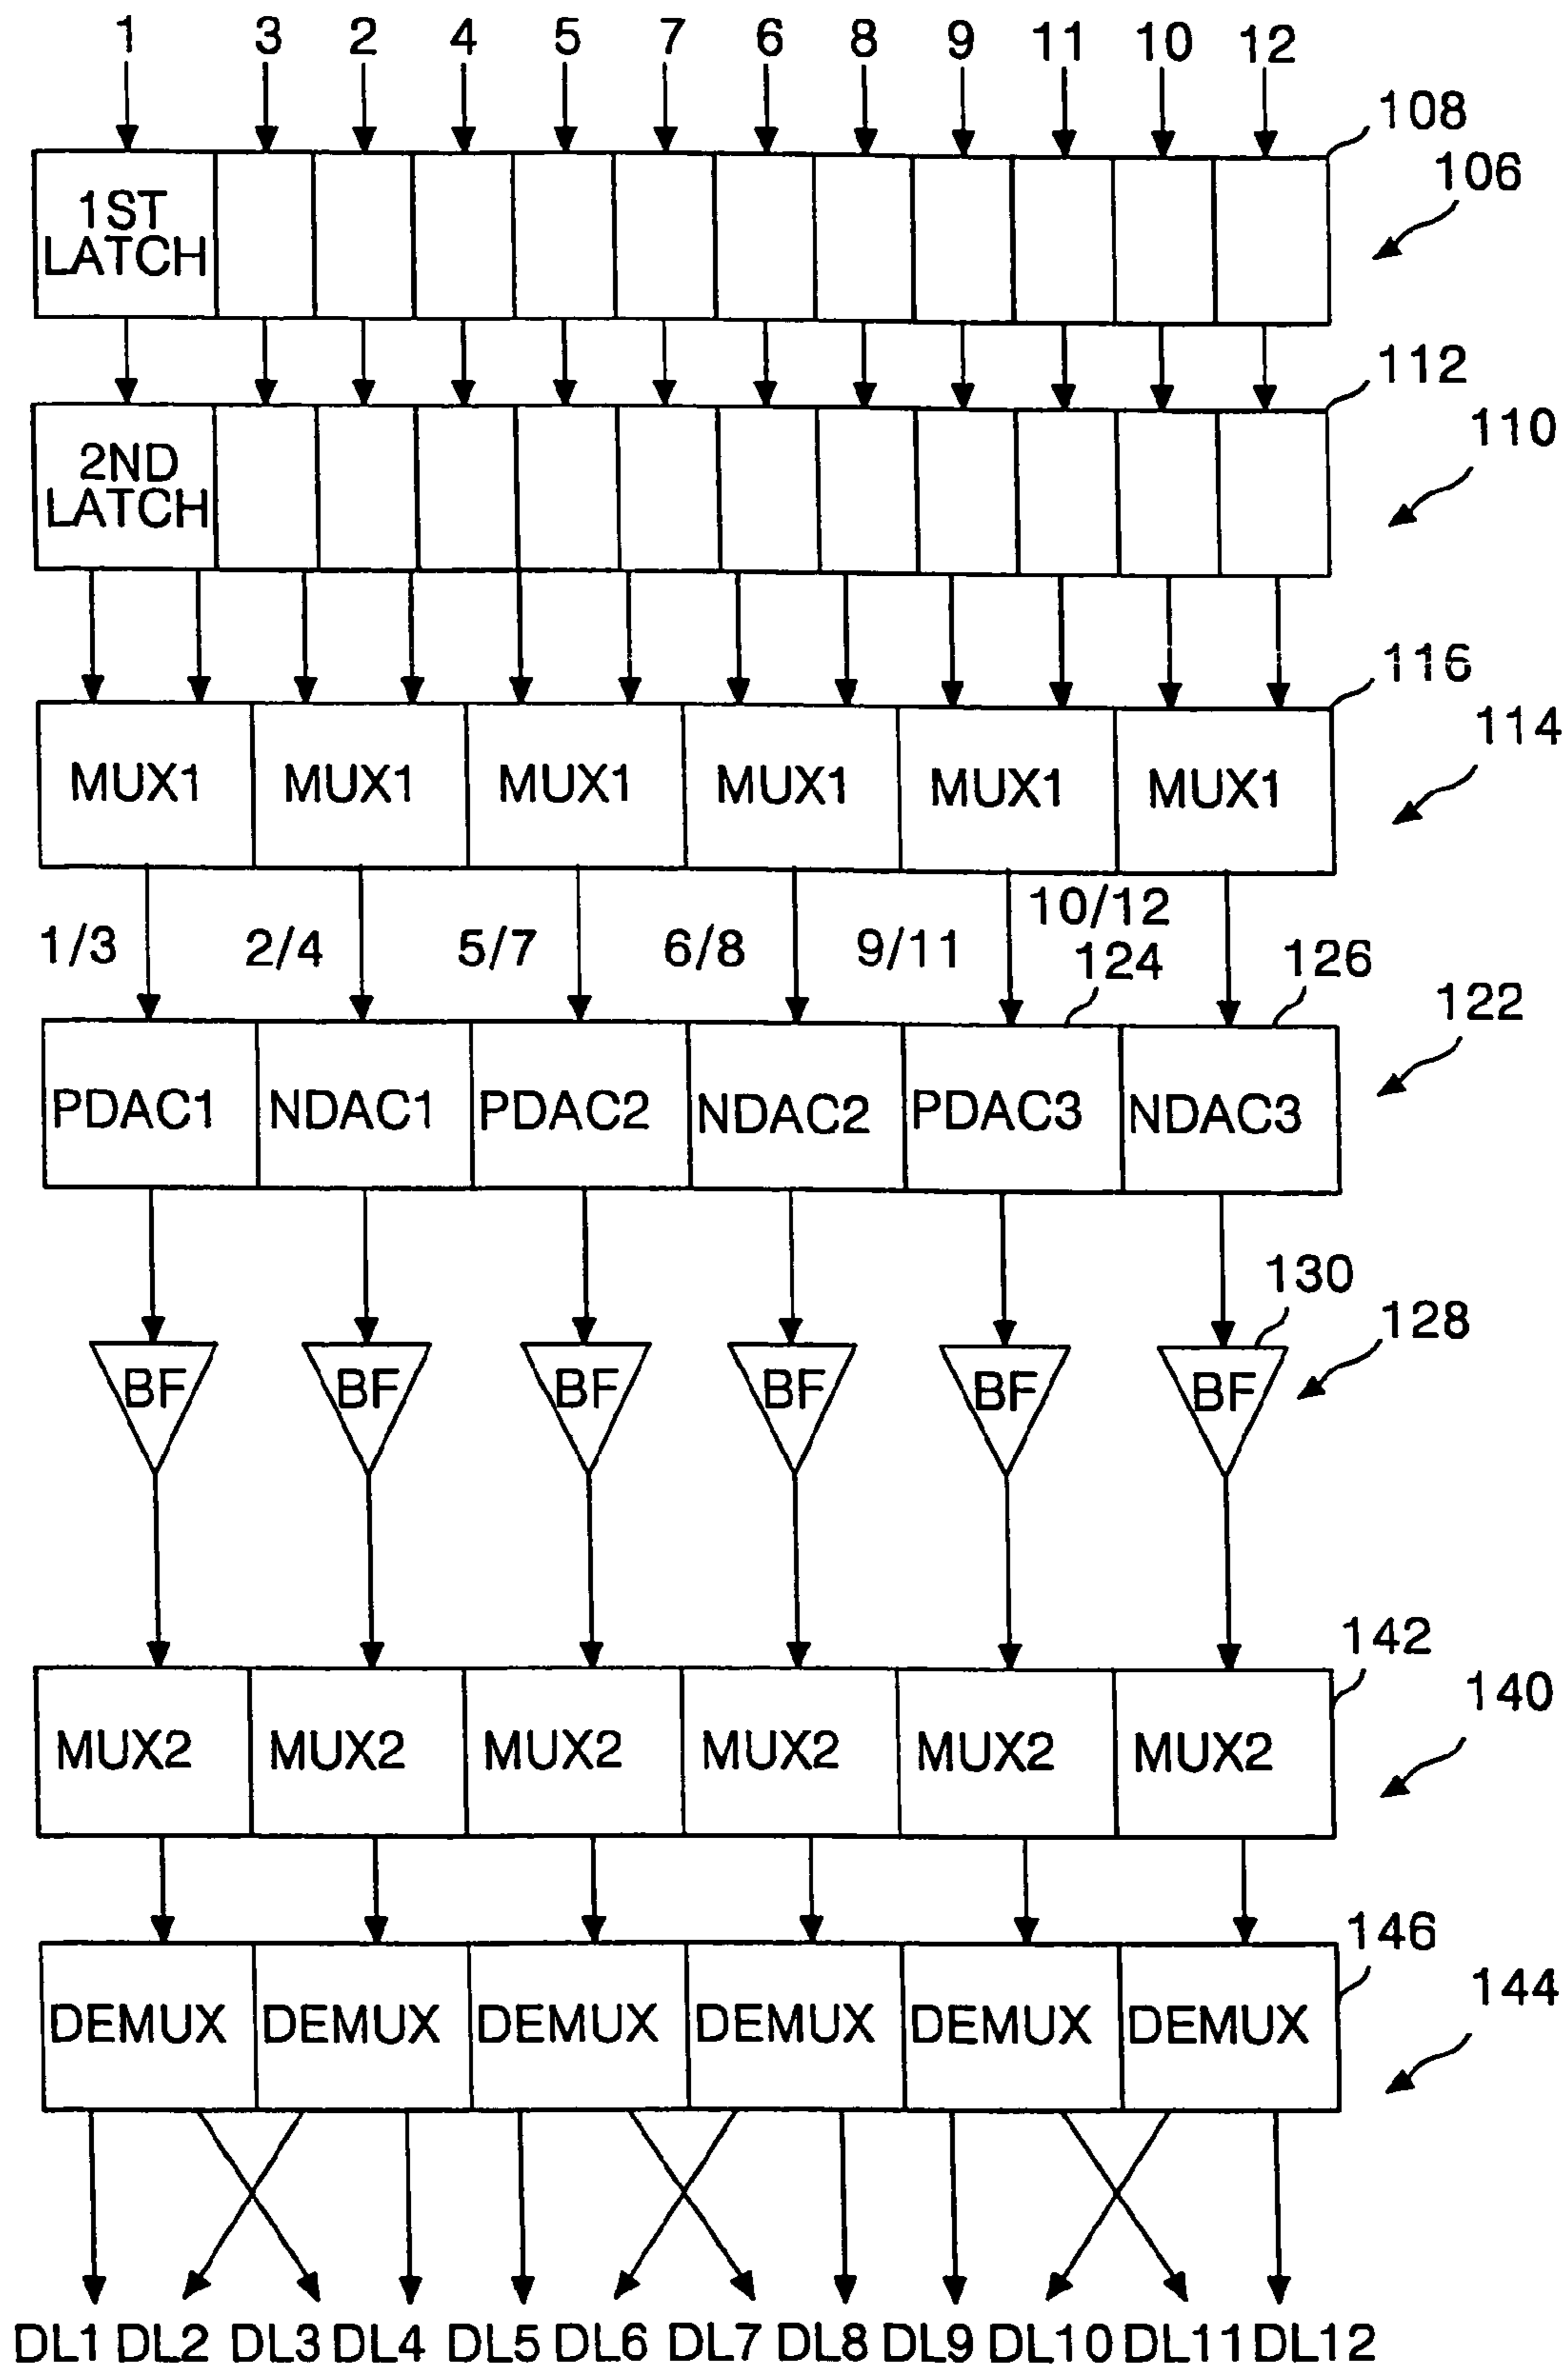 1 3 2 4 5 7 6 8 9 11 10 12
108
106
1ST
LATCH
112
110
2ND
LATCH
116
114
MUX1 MUX1 MUX1 MUX1 MUX1 MUX1
10/12
1/3 2/4 5/7 6/8 9/11
124 126
122
PDAC1 NDAC1 PDAC2 NDAC2 PDAC3 NDAC3
130
128
BF BF BF BF BF BF
142
140
MUX2 MUX2 MUX2 MUX2 MUX2 MUX2
146
144
DEMUX DEMUX DEMUX DEMUX DEMUX DEMUX
DL1 DL2 DL3 DL4 DL5 DL6 DL7 DL8 DL9 DL10 DL11 DL12